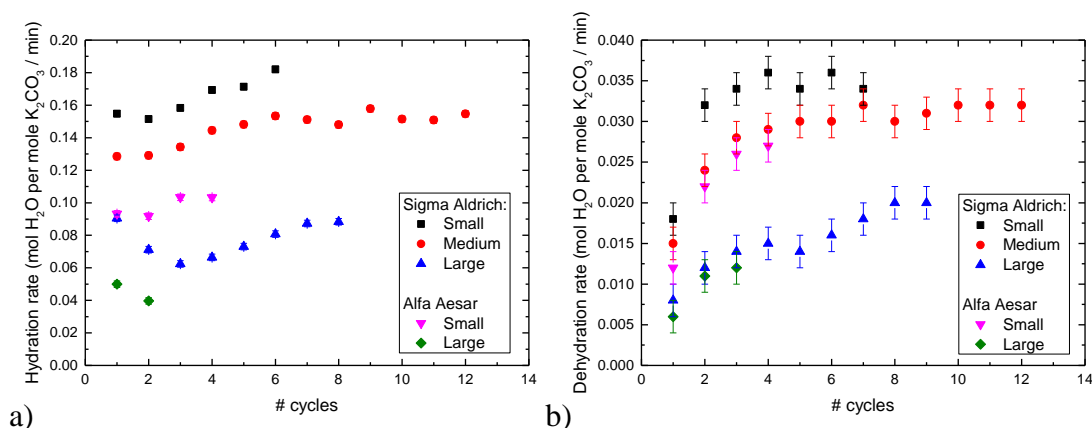 Hydration rate (mol H₂O per mole K₂CO₃ / min)
0.20
0.18
0.16
0.14
0.12
0.10
0.08
0.06
0.04
0.02
0.00
0 2 4 6 8 10 12 14
# cycles
Sigma Aldrich:
Small
Medium
Large
Alfa Aesar
Small
Large
a)
Dehydration rate (mol H₂O per mole K₂CO₃ / min)
0.040
0.035
0.030
0.025
0.020
0.015
0.010
0.005
0.000
0 2 4 6 8 10 12 14
# cycles
Sigma Aldrich:
Small
Medium
Large
Alfa Aesar
Small
Large
b)